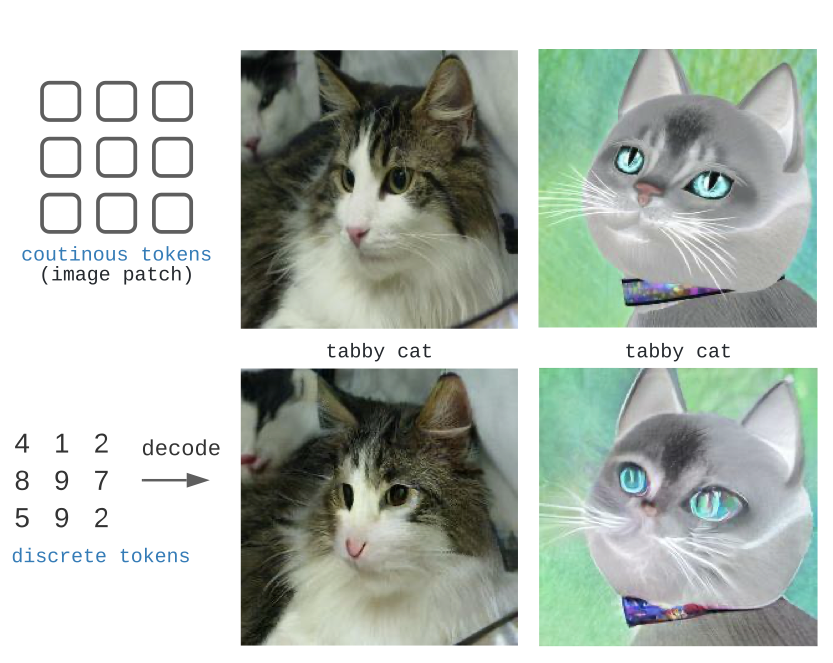 coutinous tokens
(image patch)
tabby cat
tabby cat
4 1 2
8 9 7
5 9 2
decode
discrete tokens